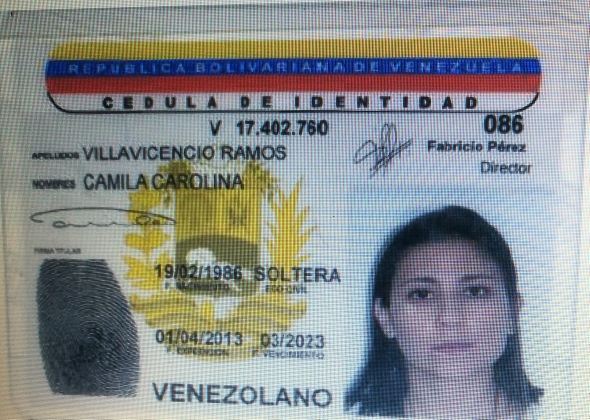 REPUBLICA BOLIVARIANA DE VENEZUELA
CEDULA DE IDENTIDAD
V 17.402.760
086
APELLIDOS VILLAVICENCIO RAMOS
Fabricio Pérez
Director
NOMBRES CAMILA CAROLINA
FIRMA TITULAR
19/02/1986 SOLTERA
F. NACIMIENTO EDO CIVIL
01/04/2013 03/2023
F. EXPEDICION F. VENCIMIENTO
VENEZOLANO